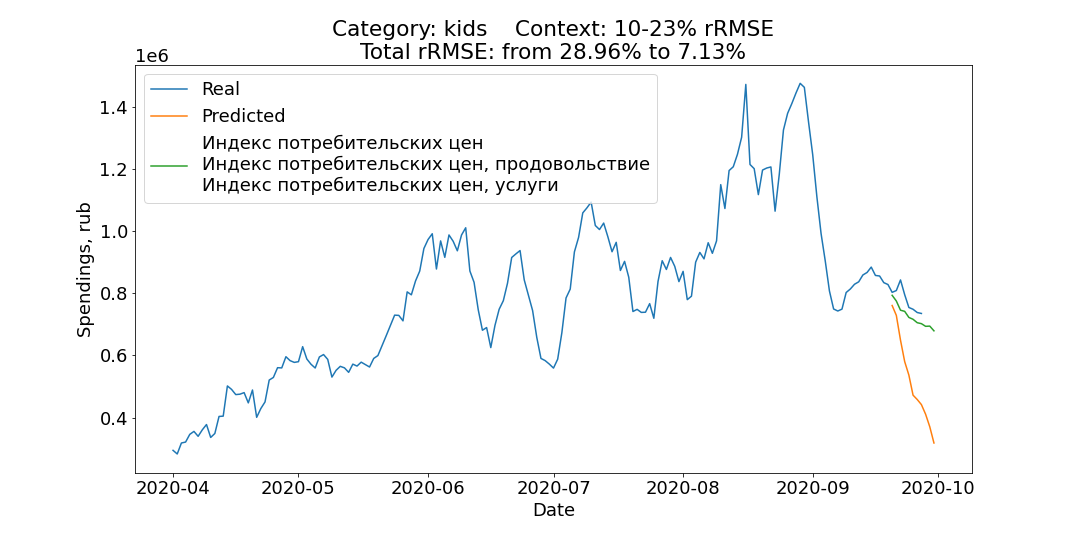 Category: kids    Context: 10-23% rRMSE
Total rRMSE: from 28.96% to 7.13%
1e6
Real
Predicted
Индекс потребительских цен
Индекс потребительских цен, продовольствие
Индекс потребительских цен, услуги
1.4
1.2
1.0
0.8
0.6
0.4
Spendings, rub
2020-04 2020-05 2020-06 2020-07 2020-08 2020-09 2020-10
Date